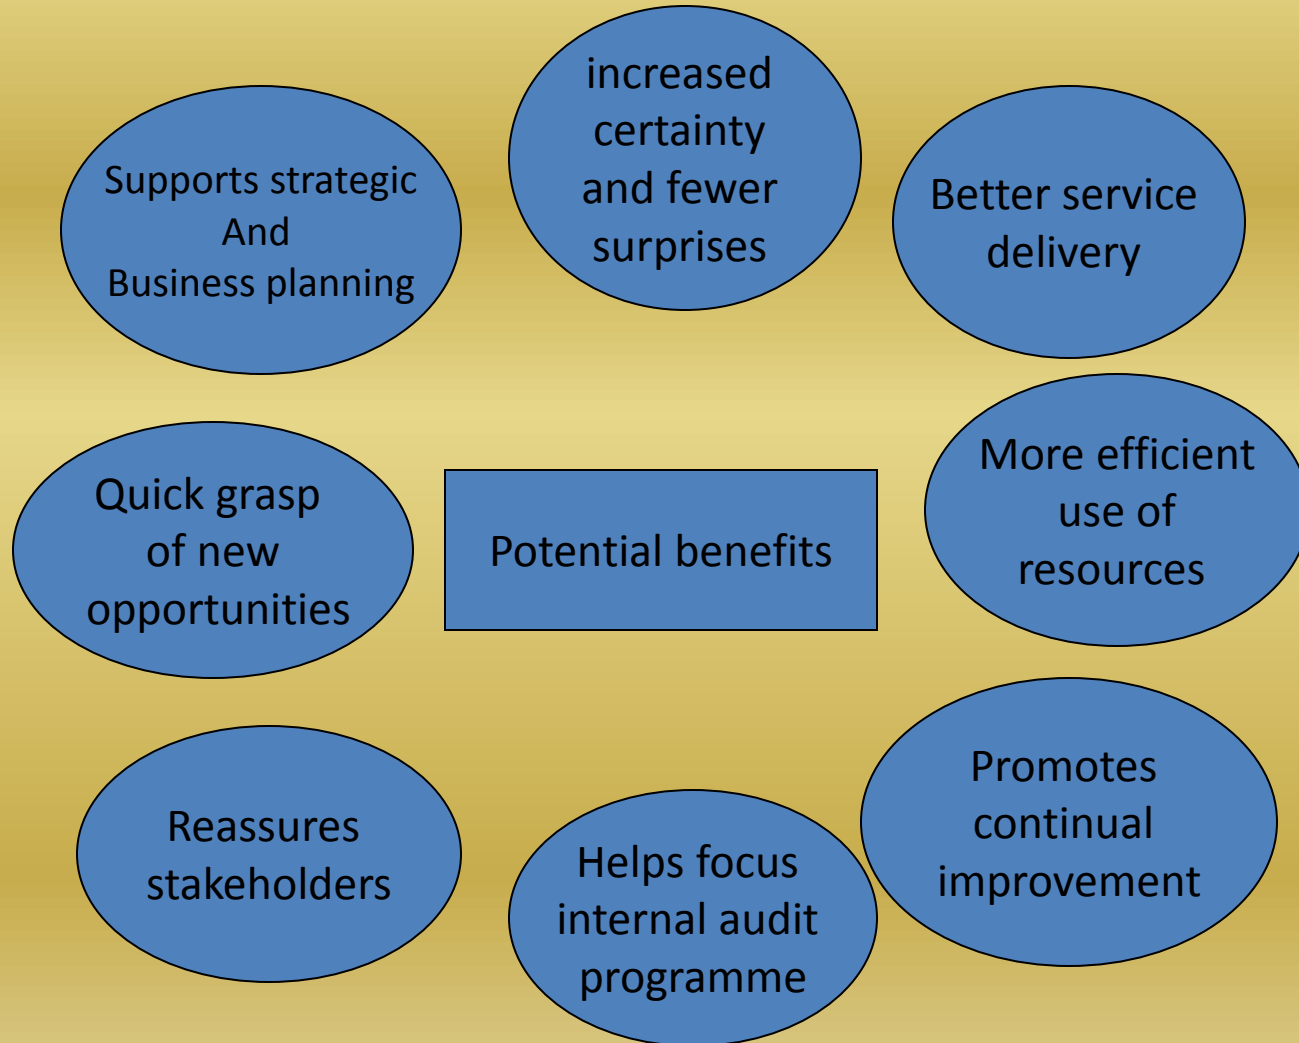 Supports strategic
And
Business planning
increased
certainty
and fewer
surprises
Better service
delivery
Quick grasp
of new
opportunities
Potential benefits
More efficient
use of
resources
Reassures
stakeholders
Helps focus
internal audit
programme
Promotes
continual
improvement